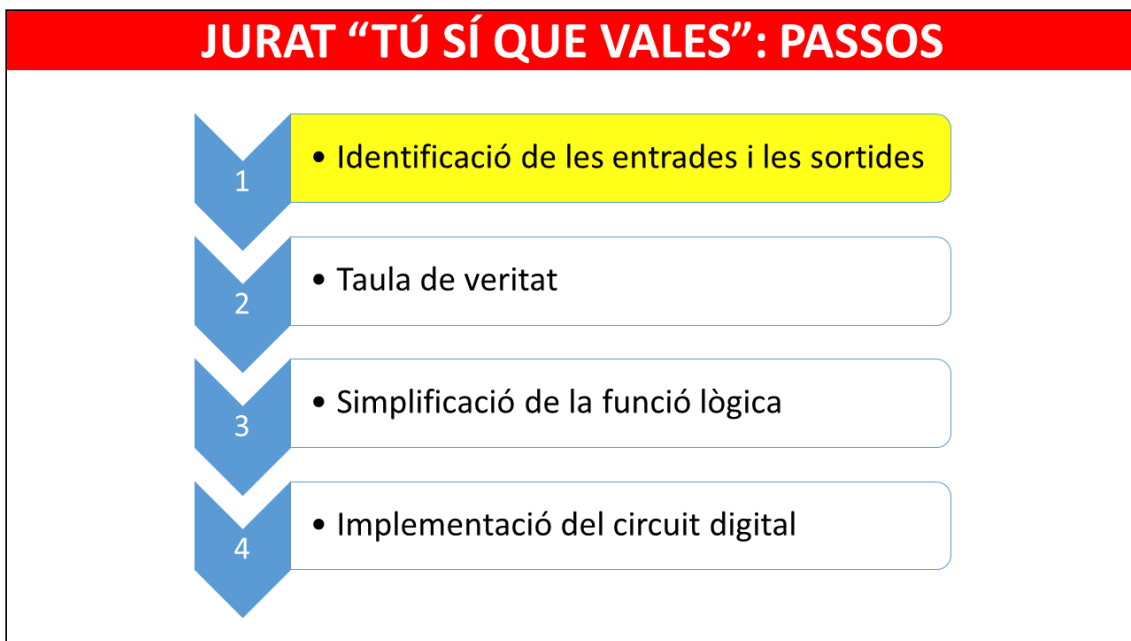 JURAT “TÚ SÍ QUE VALES”: PASSOS
1
• Identificació de les entrades i les sortides
2
• Taula de veritat
3
• Simplificació de la funció lògica
4
• Implementació del circuit digital